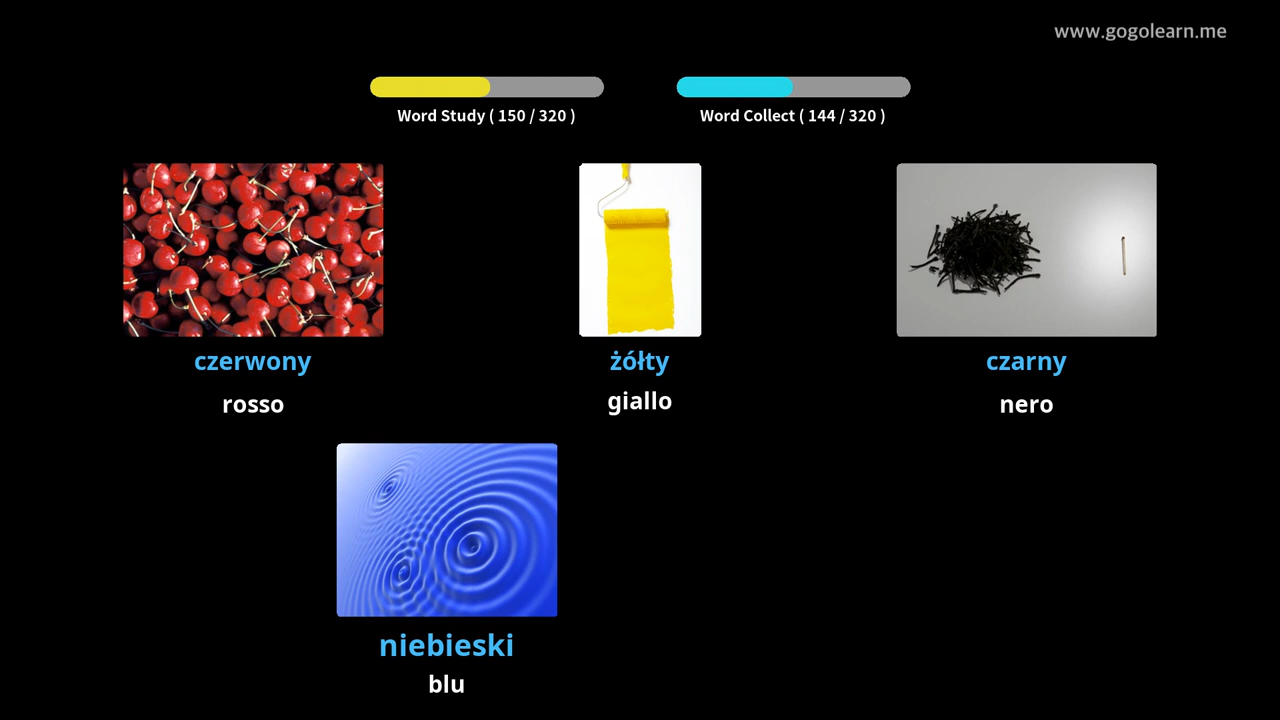 www.gogolearn.me
Word Study ( 150 / 320 )
Word Collect ( 144 / 320 )
czerwony
rosso
żółty
giallo
czarny
nero
niebieski
blu